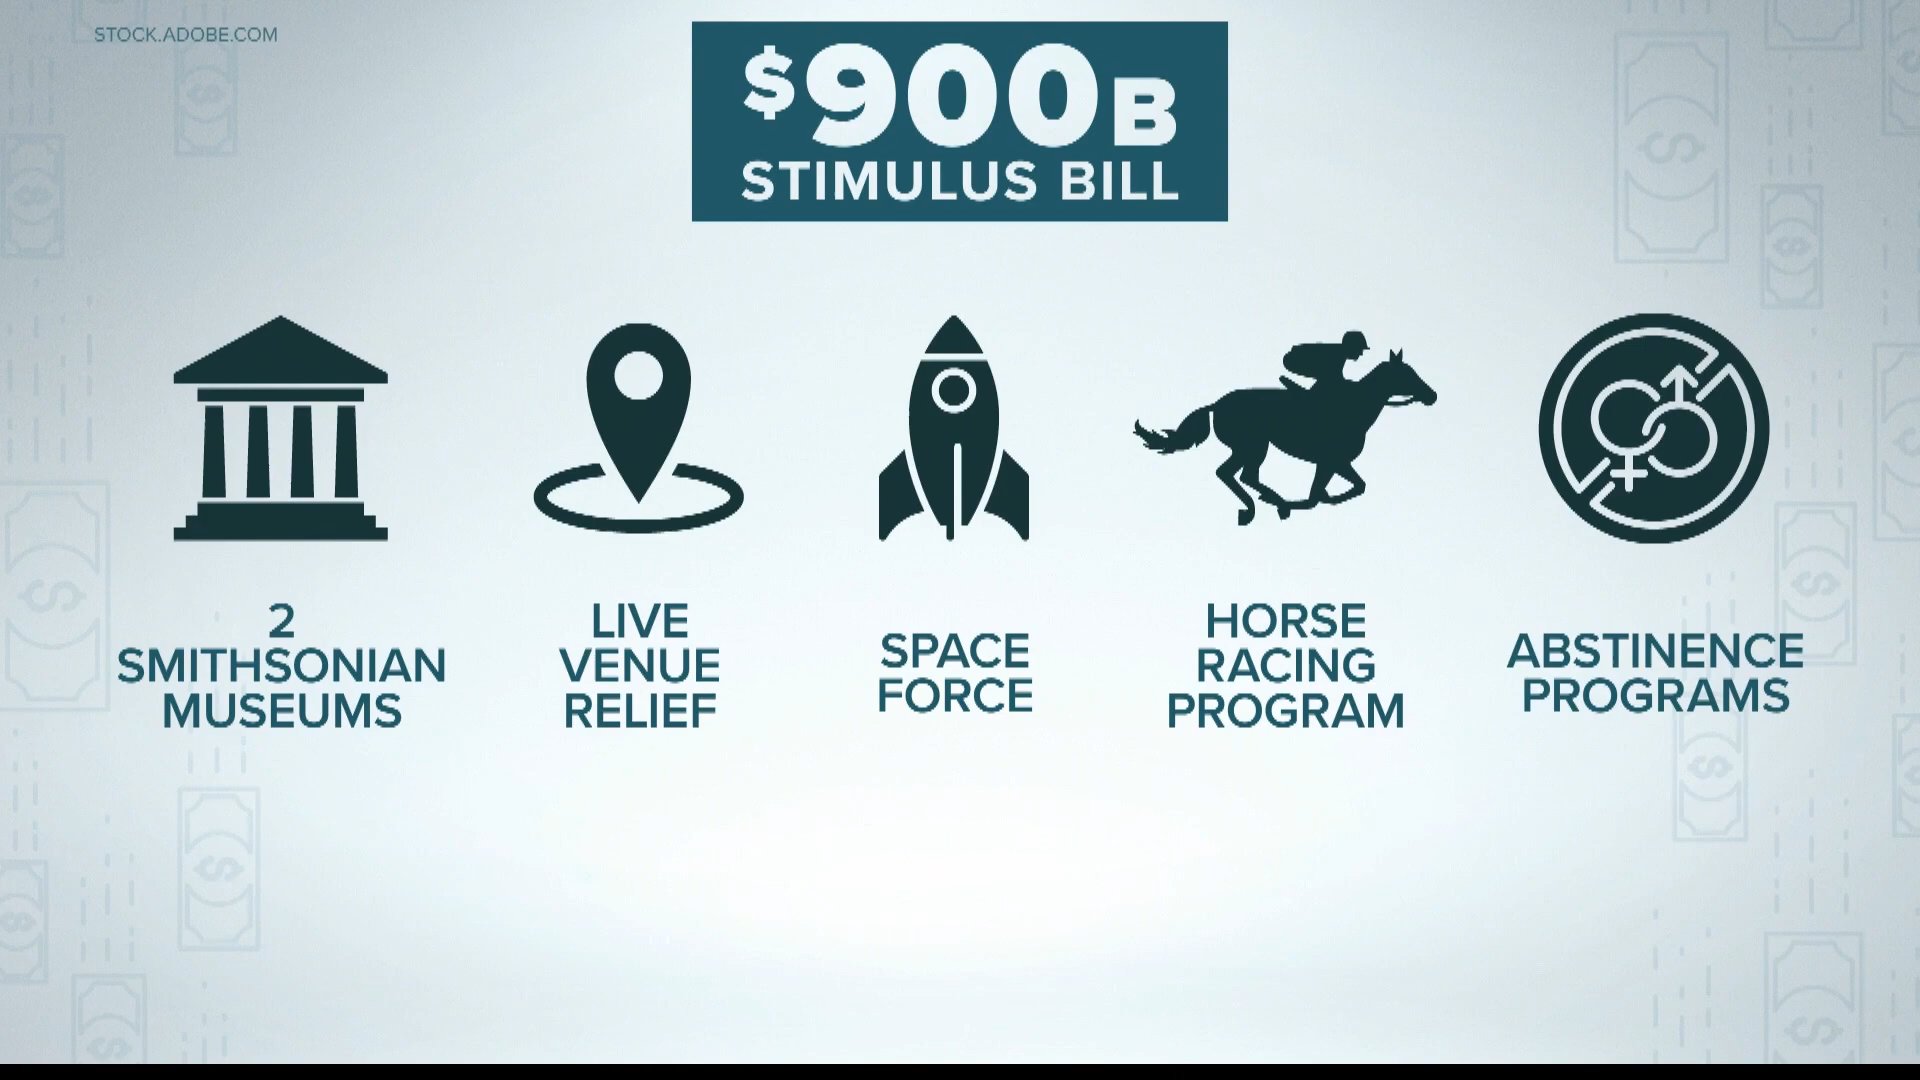 STOCK.ADOBE.COM
$900B
STIMULUS BILL
2
SMITHSONIAN
MUSEUMS
LIVE
VENUE
RELIEF
SPACE
FORCE
HORSE
RACING
PROGRAM
ABSTINENCE
PROGRAMS